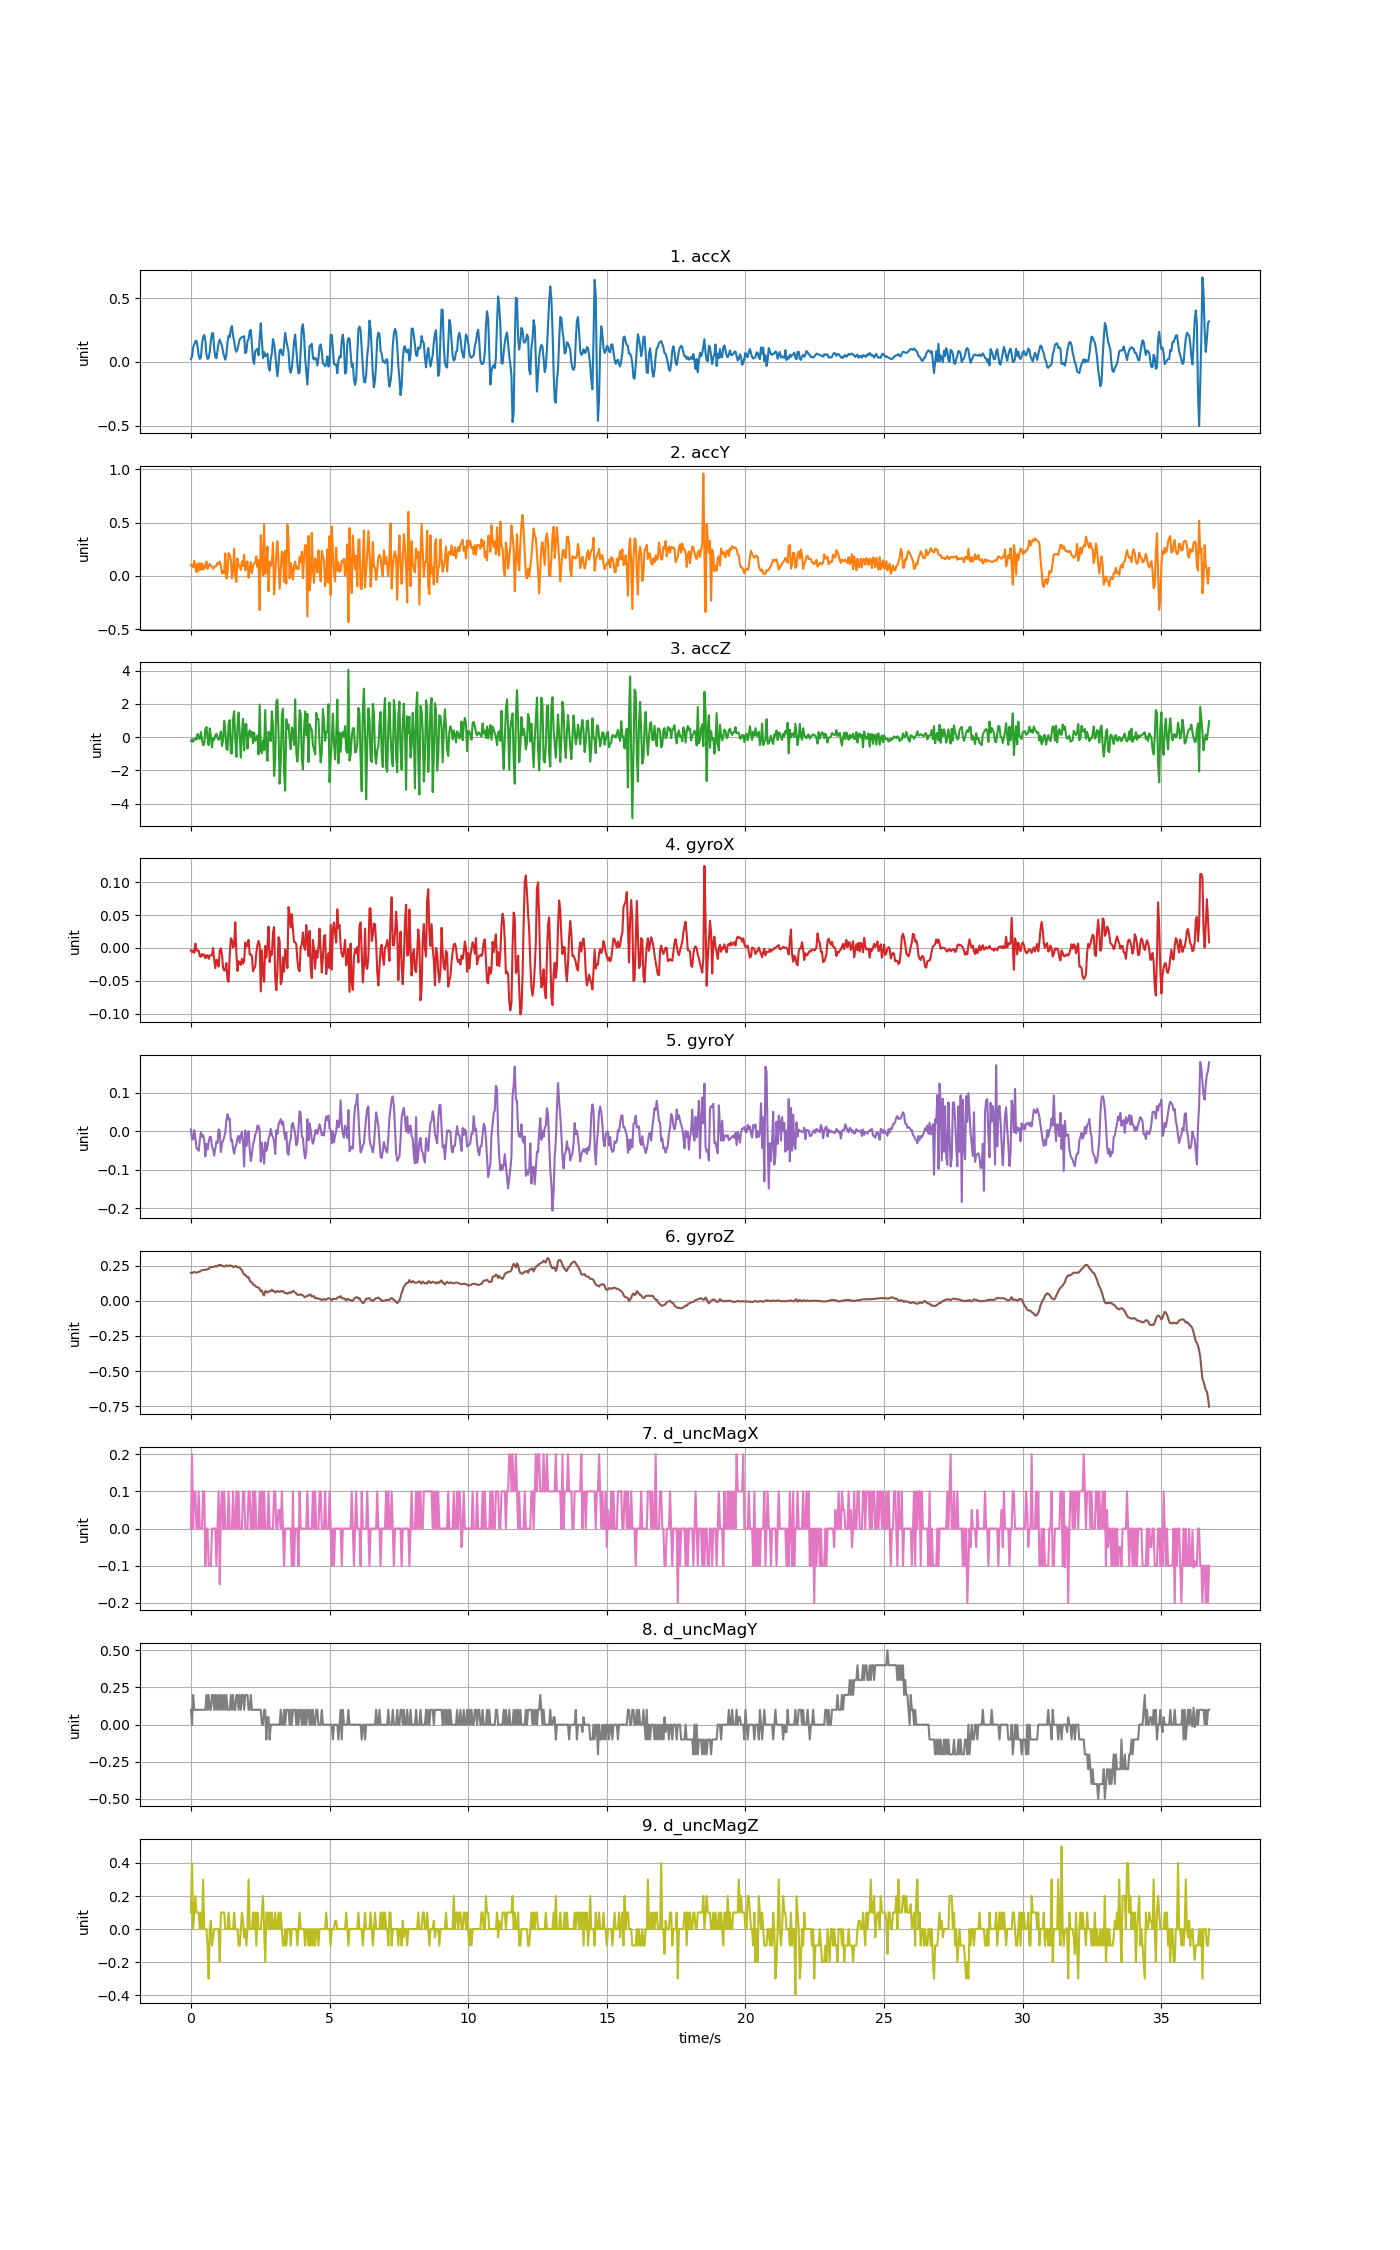 1. accX
unit
0.5
0.0
−0.5
2. accY
unit
1.0
0.5
0.0
−0.5
3. accZ
unit
4
2
0
−2
−4
4. gyroX
unit
0.10
0.05
0.00
−0.05
−0.10
5. gyroY
unit
0.1
0.0
−0.1
−0.2
6. gyroZ
unit
0.25
0.00
−0.25
−0.50
−0.75
7. d_uncMagX
unit
0.2
0.1
0.0
−0.1
−0.2
8. d_uncMagY
unit
0.50
0.25
0.00
−0.25
−0.50
9. d_uncMagZ
unit
0.4
0.2
0.0
−0.2
−0.4
0 5 10 15 20 25 30 35
time/s